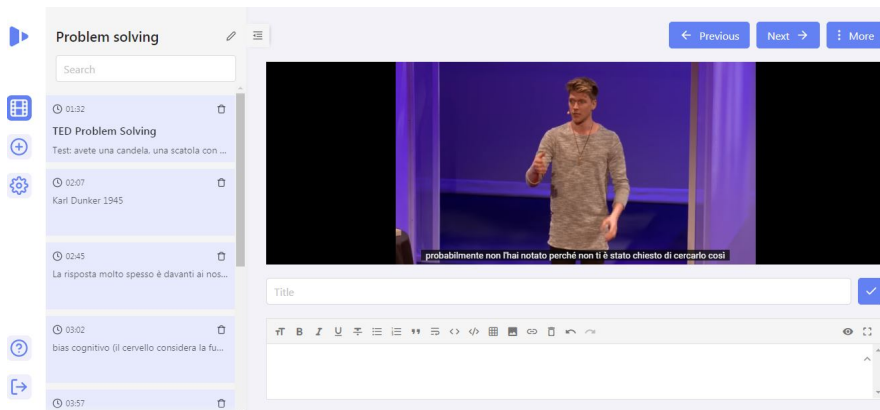 Problem solving
Previous
Next
More
Search
01:32
TED Problem Solving
Test: avete una candela, una scatola con ...
02:07
Karl Dunker 1945
02:45
La risposta molto spesso è davanti ai nos...
03:02
bias cognitivo (il cervello considera la fu...
03:57
probabilmente non l'hai notato perché non ti è stato chiesto di cercarlo così
Title